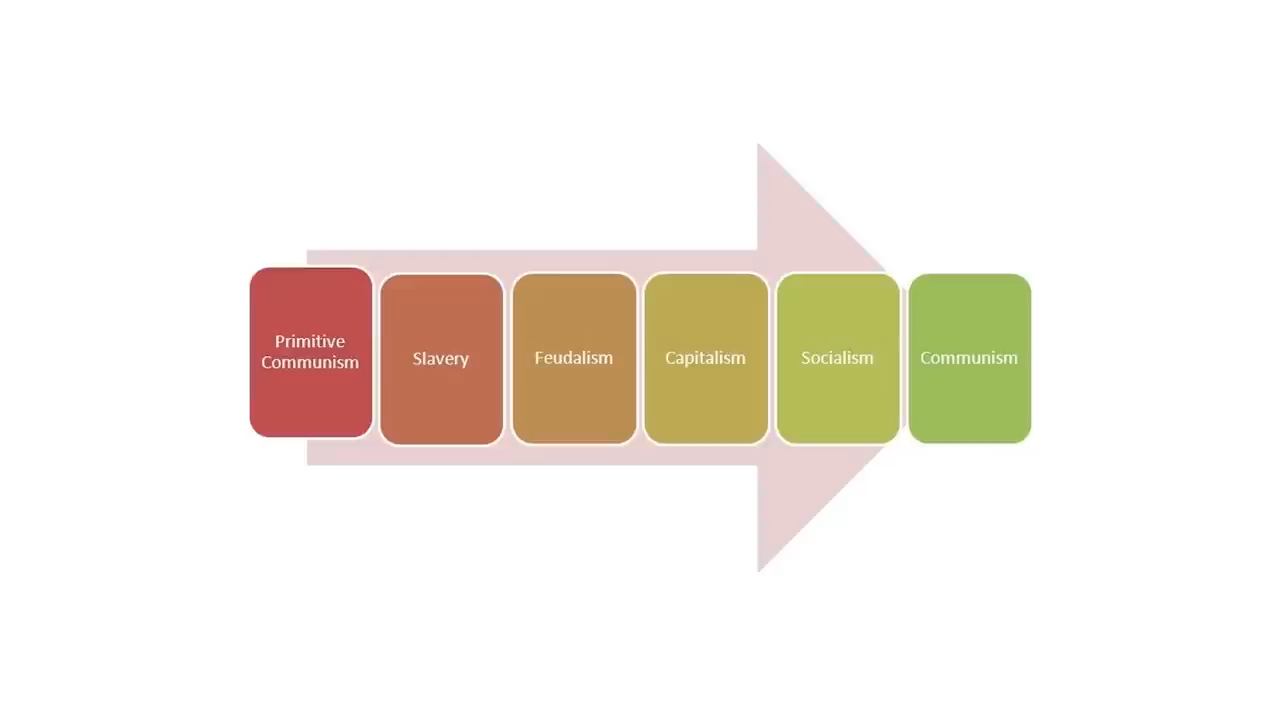 Primitive
Communism
Slavery
Feudalism
Capitalism
Socialism
Communism